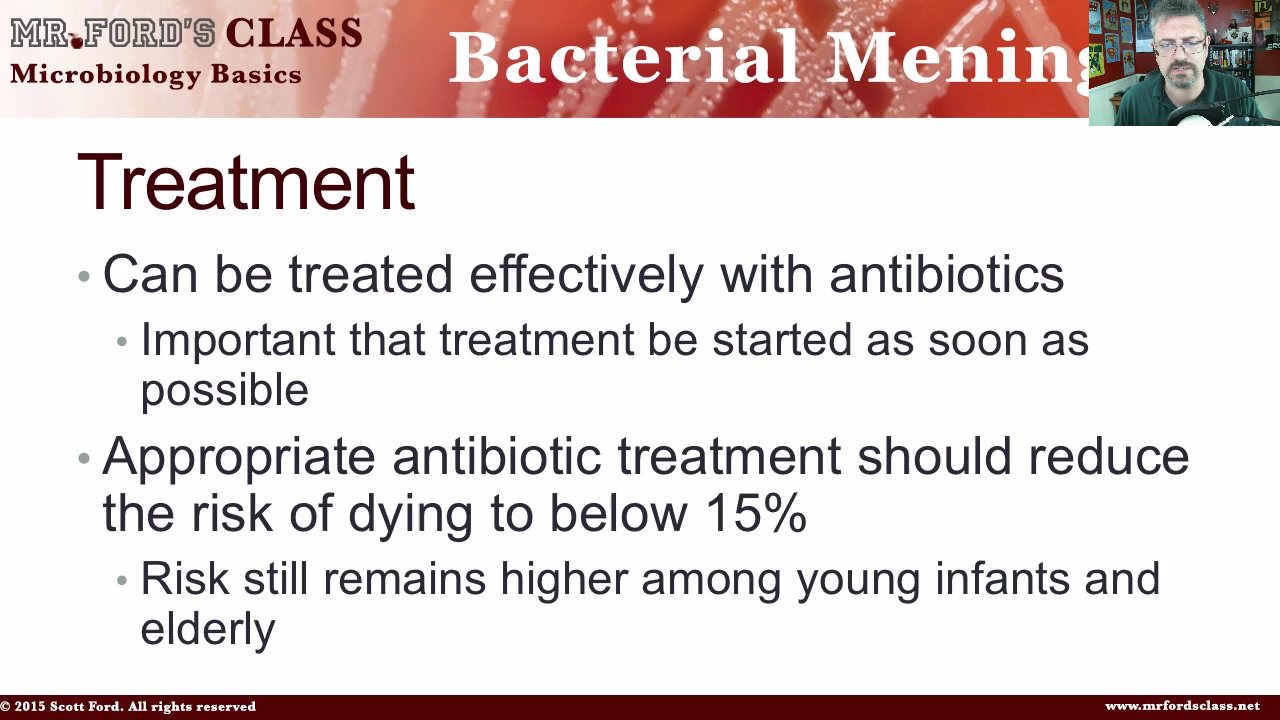 MR. FORD'S CLASS
Microbiology Basics
Bacterial Mening
Treatment
• Can be treated effectively with antibiotics
• Important that treatment be started as soon as
possible
• Appropriate antibiotic treatment should reduce
the risk of dying to below 15%
• Risk still remains higher among young infants and
elderly
© 2015 Scott Ford. All rights reserved
www.mrfordsclass.net